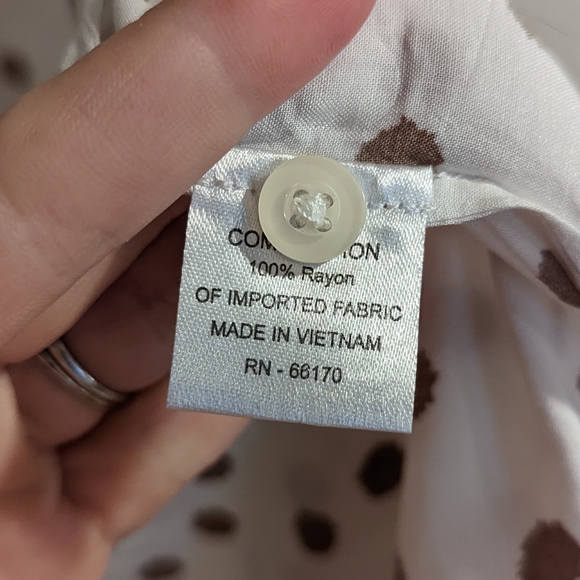 100% Rayon
OF IMPORTED FABRIC
MADE IN VIETNAM
RN - 66170